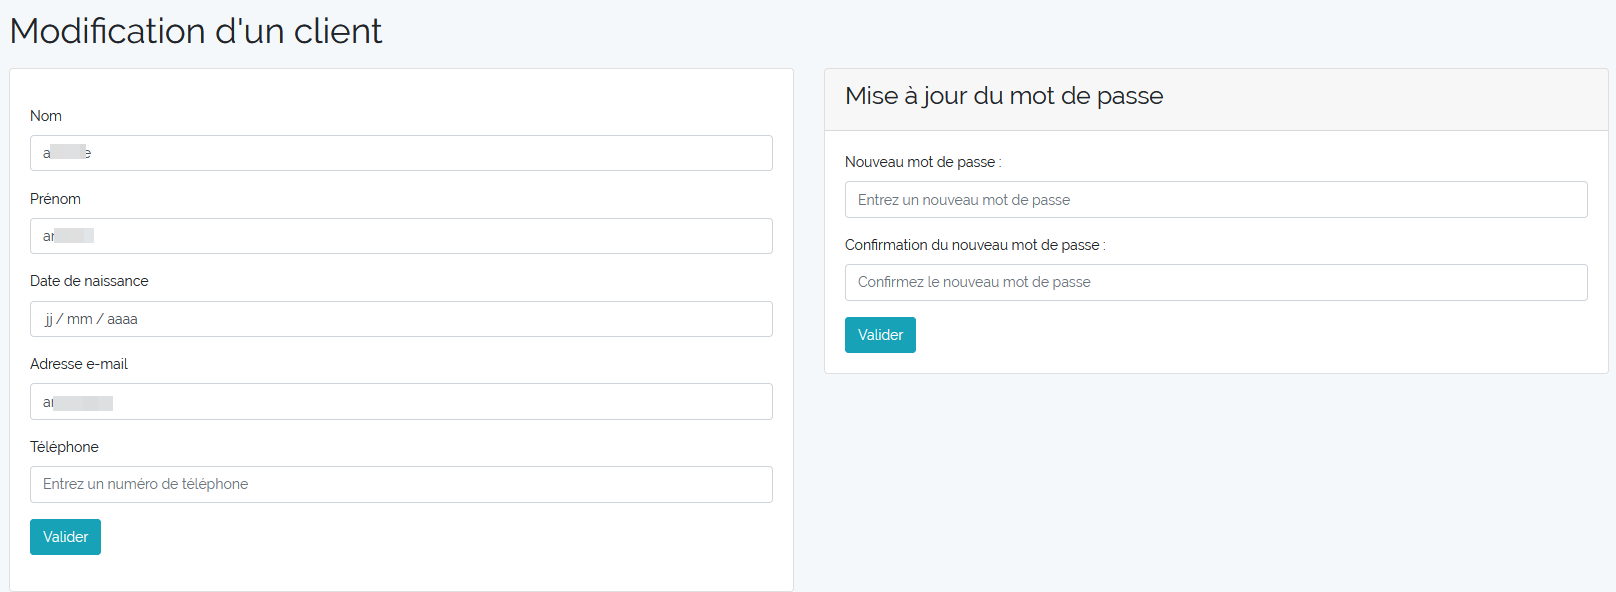 Modification d'un client
Nom
Prénom
Date de naissance
jj / mm / aaaa
Adresse e-mail
Téléphone
Entrez un numéro de téléphone
Valider
Mise à jour du mot de passe
Nouveau mot de passe :
Entrez un nouveau mot de passe
Confirmation du nouveau mot de passe :
Confirmez le nouveau mot de passe
Valider